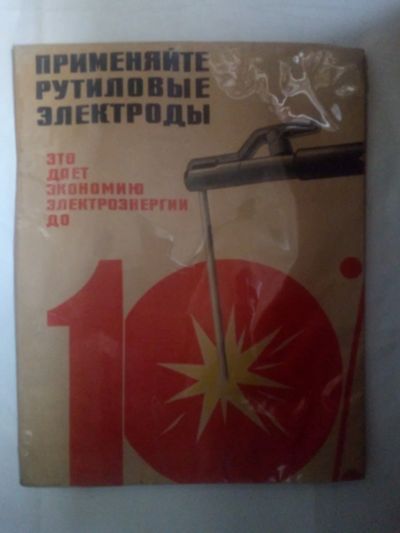 ПРИМЕНЯЙТЕ
РУТИЛОВЫЕ
ЭЛЕКТРОДЫ
ЭТО
ДАЕТ
ЭКОНОМИЮ
ЭЛЕКТРОЭНЕРГИИ
ДО
10%